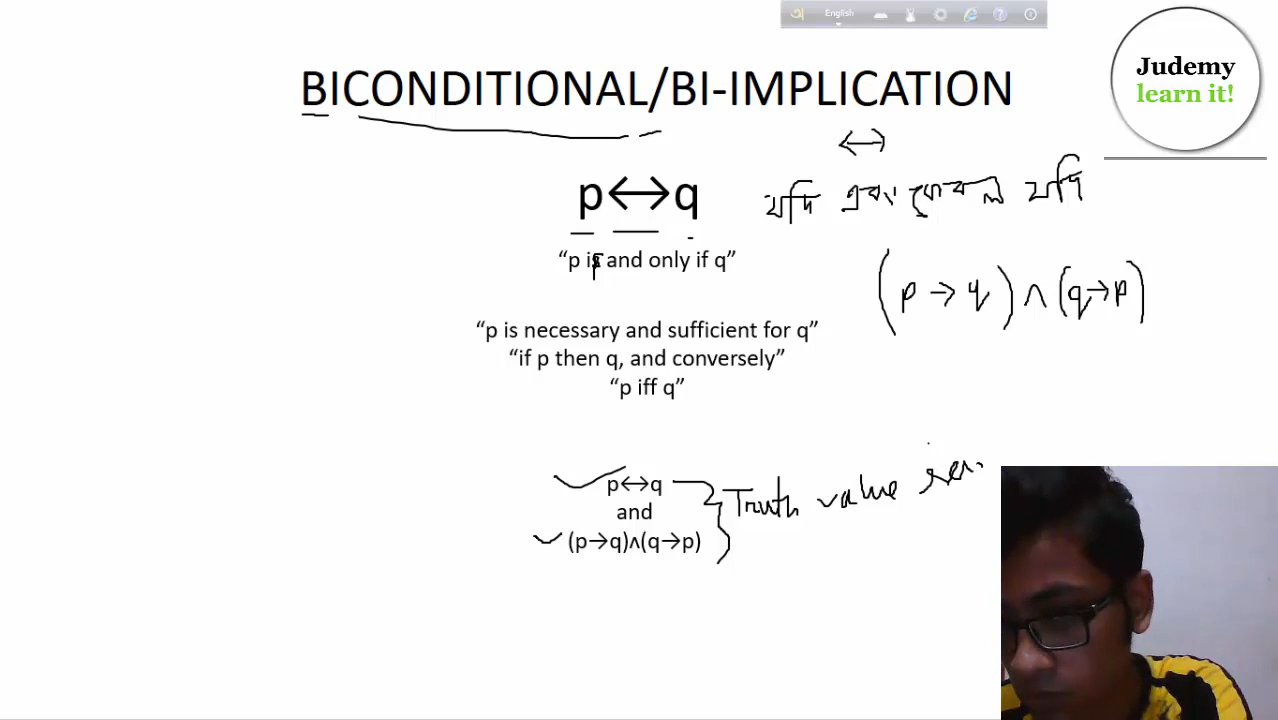 English
Judemy
learn it!
BICONDITIONAL/BI-IMPLICATION
↔
p↔q
যদি এবং কেবল যদি
“p is and only if q”
(p → q) ∧ (q→p)
“p is necessary and sufficient for q”
“if p then q, and conversely”
“p iff q”
p↔q
and
(p→q)∧(q→p)
Truth value